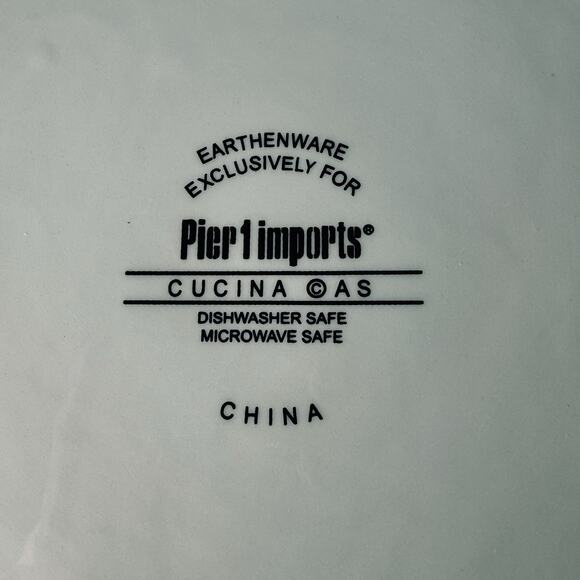 EARTHENWARE
EXCLUSIVELY FOR
Pier 1 imports®
CUCINA ©AS
DISHWASHER SAFE
MICROWAVE SAFE
CHINA